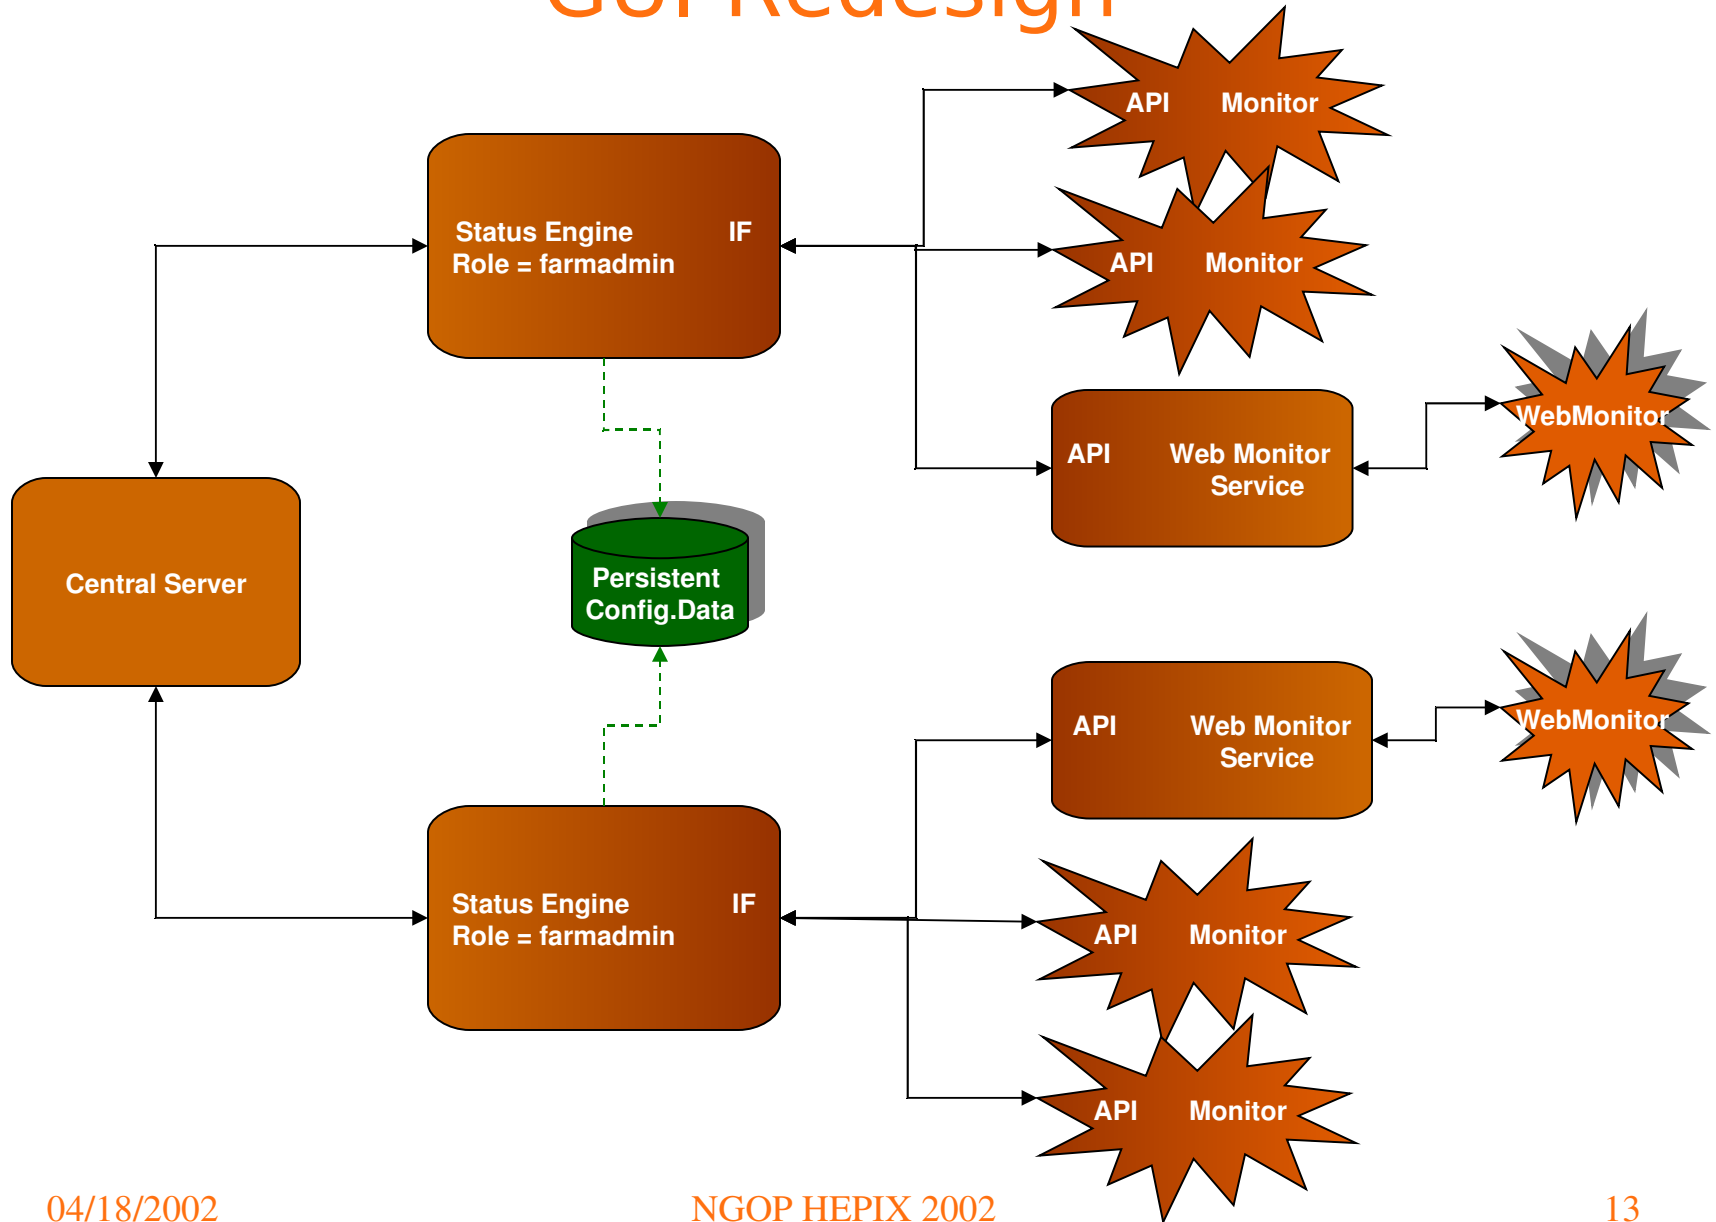 GUI Redesign
API Monitor
Status Engine IF
Role = farmadmin
API Monitor
WebMonitor
API Web Monitor
Service
Central Server
Persistent
Config.Data
API Web Monitor
Service
WebMonitor
Status Engine IF
Role = farmadmin
API Monitor
API Monitor
04/18/2002 NGOP HEPIX 2002 13